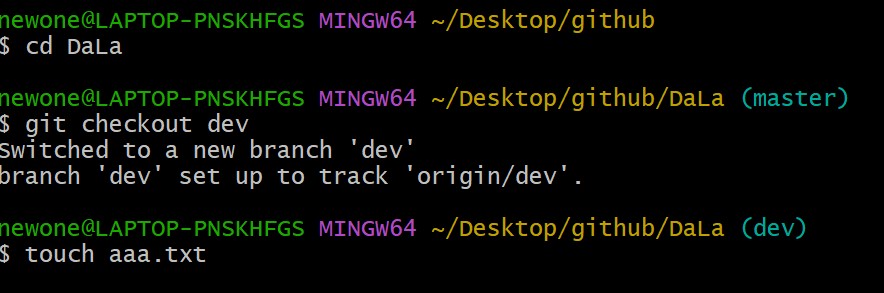 newone@LAPTOP-PNSKHFGS MINGW64 ~/Desktop/github
$ cd DaLa
newone@LAPTOP-PNSKHFGS MINGW64 ~/Desktop/github/DaLa (master)
$ git checkout dev
Switched to a new branch 'dev'
branch 'dev' set up to track 'origin/dev'.
newone@LAPTOP-PNSKHFGS MINGW64 ~/Desktop/github/DaLa (dev)
$ touch aaa.txt